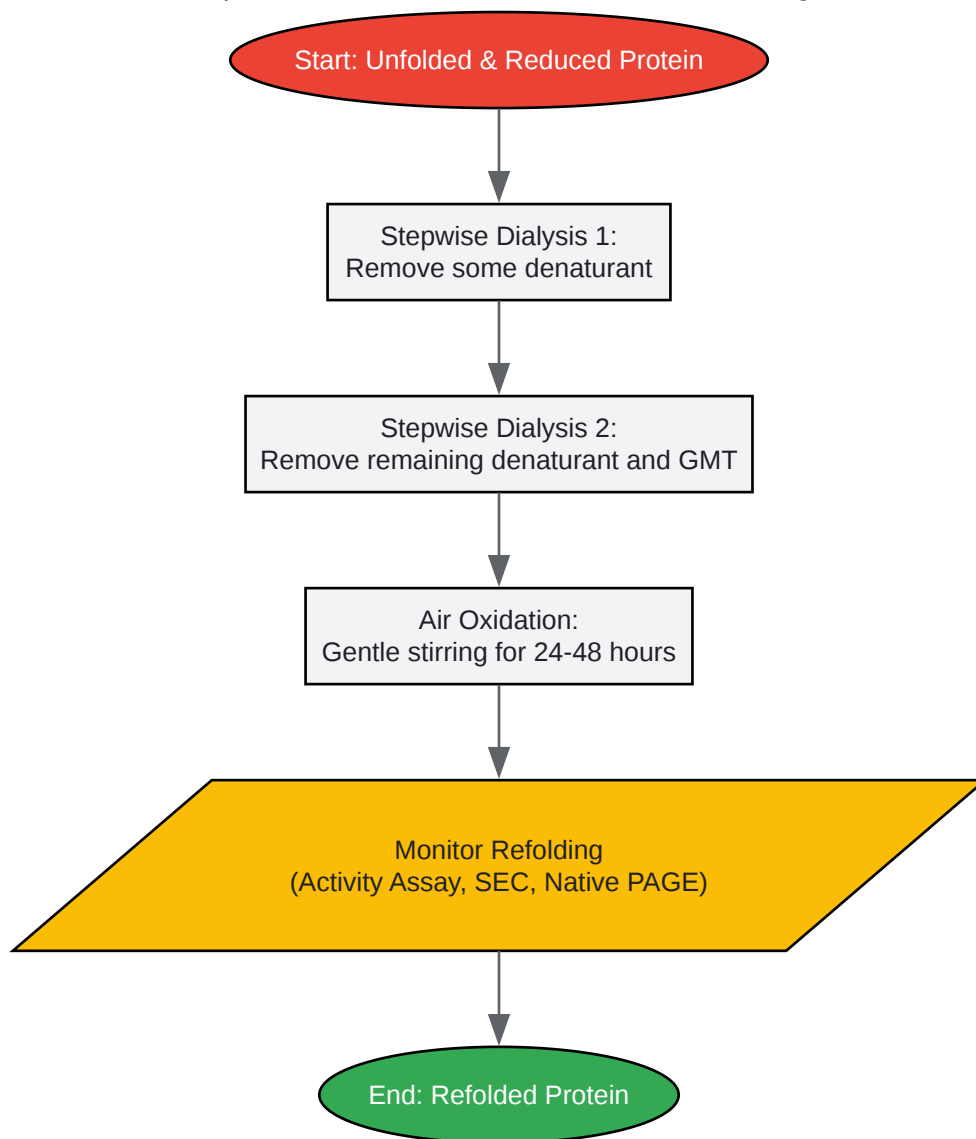 Start: Unfolded & Reduced Protein
Stepwise Dialysis 1:
Remove some denaturant
Stepwise Dialysis 2:
Remove remaining denaturant and GMT
Air Oxidation:
Gentle stirring for 24-48 hours
Monitor Refolding
(Activity Assay, SEC, Native PAGE)
End: Refolded Protein